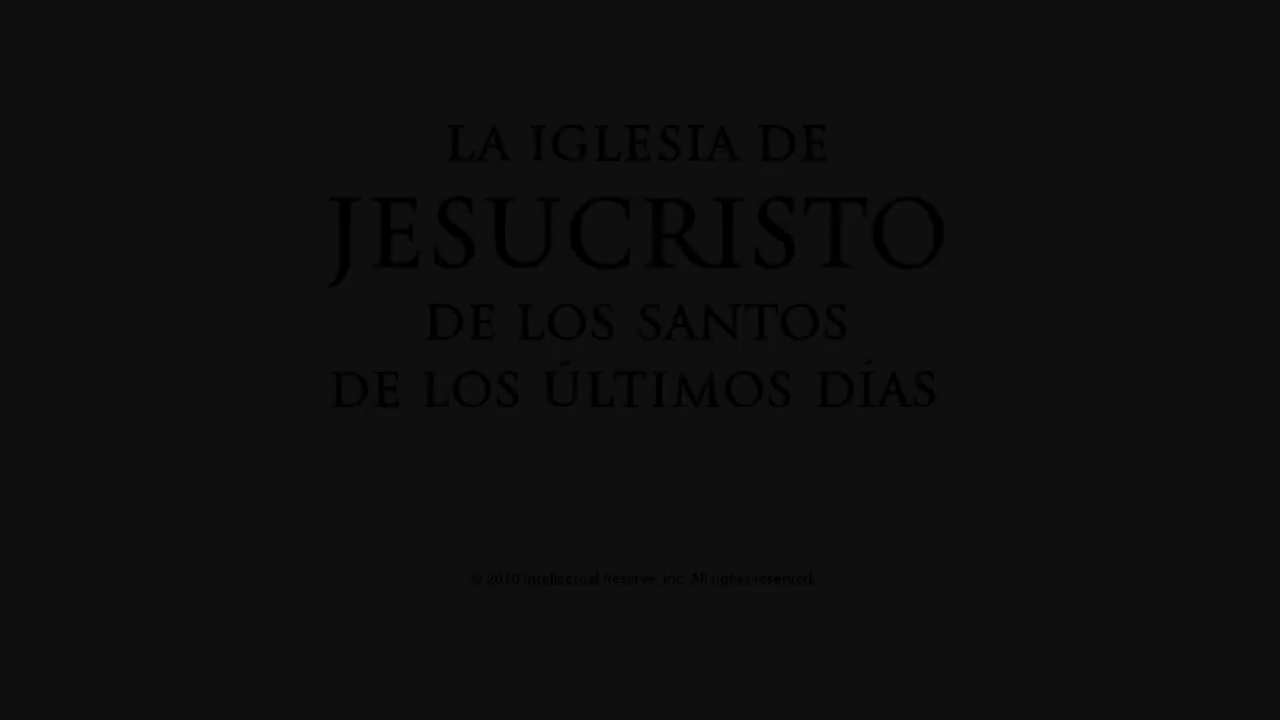 LA IGLESIA DE
JESUCRISTO
DE LOS SANTOS
DE LOS ÚLTIMOS DÍAS
© 2010 Intellectual Reserve, Inc. All rights reserved.